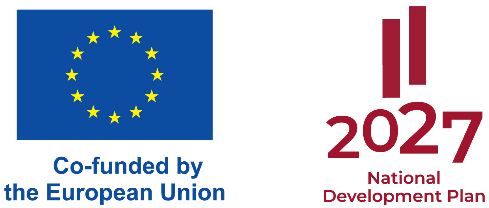 Co-funded by
the European Union
2027
National
Development Plan